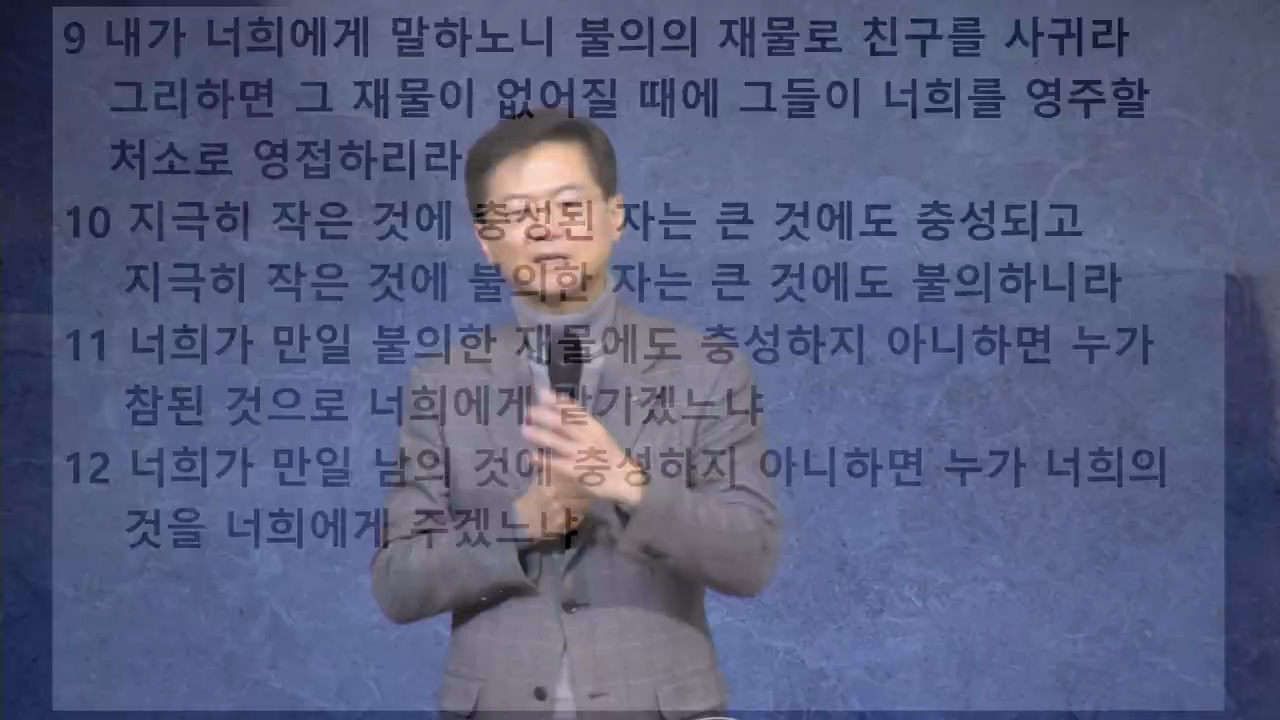 9 내가 너희에게 말하노니 불의의 재물로 친구를 사귀라
그리하면 그 재물이 없어질 때에 그들이 너희를 영주할
처소로 영접하리라
10 지극히 작은 것에 충성된 자는 큰 것에도 충성되고
지극히 작은 것에 불의한 자는 큰 것에도 불의하니라
11 너희가 만일 불의한 재물에도 충성하지 아니하면 누가
참된 것으로 너희에게 맡기겠느냐
12 너희가 만일 남의 것에 충성하지 아니하면 누가 너희의
것을 너희에게 주겠느냐